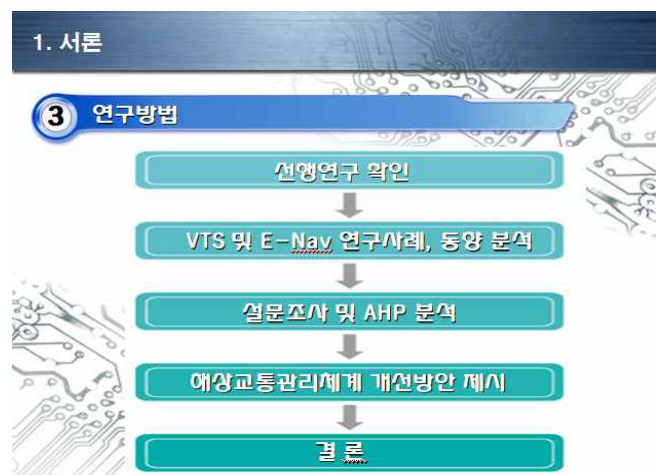 1. 서론
3 연구방법
선행연구 확인
VTS 및 E-Nav 연구사례, 동향 분석
설문조사 및 AHP 분석
해상교통관리체계 개선방안 제시
결 론